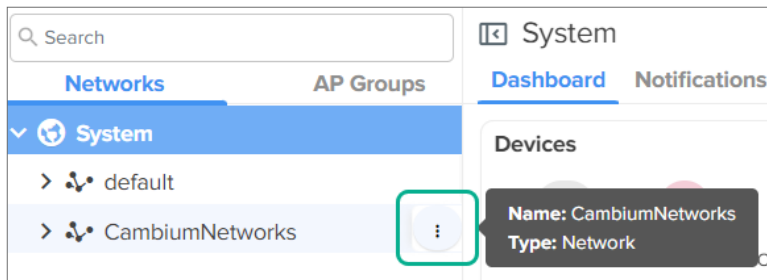 Search
Networks
AP Groups
System
default
CambiumNetworks
System
Dashboard
Notifications
Devices
Name: CambiumNetworks
Type: Network